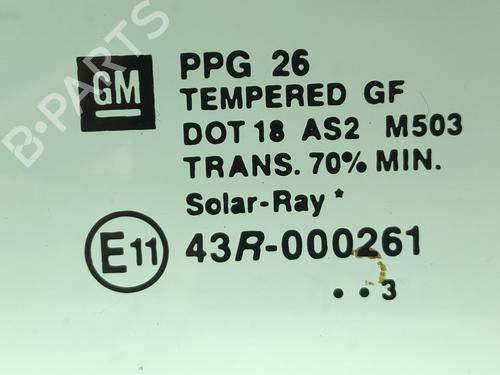 B-PARTS
GM
PPG 26
TEMPERED GF
DOT 18 AS2 M503
TRANS. 70% MIN.
Solar-Ray *
E11 43R-000261
..3